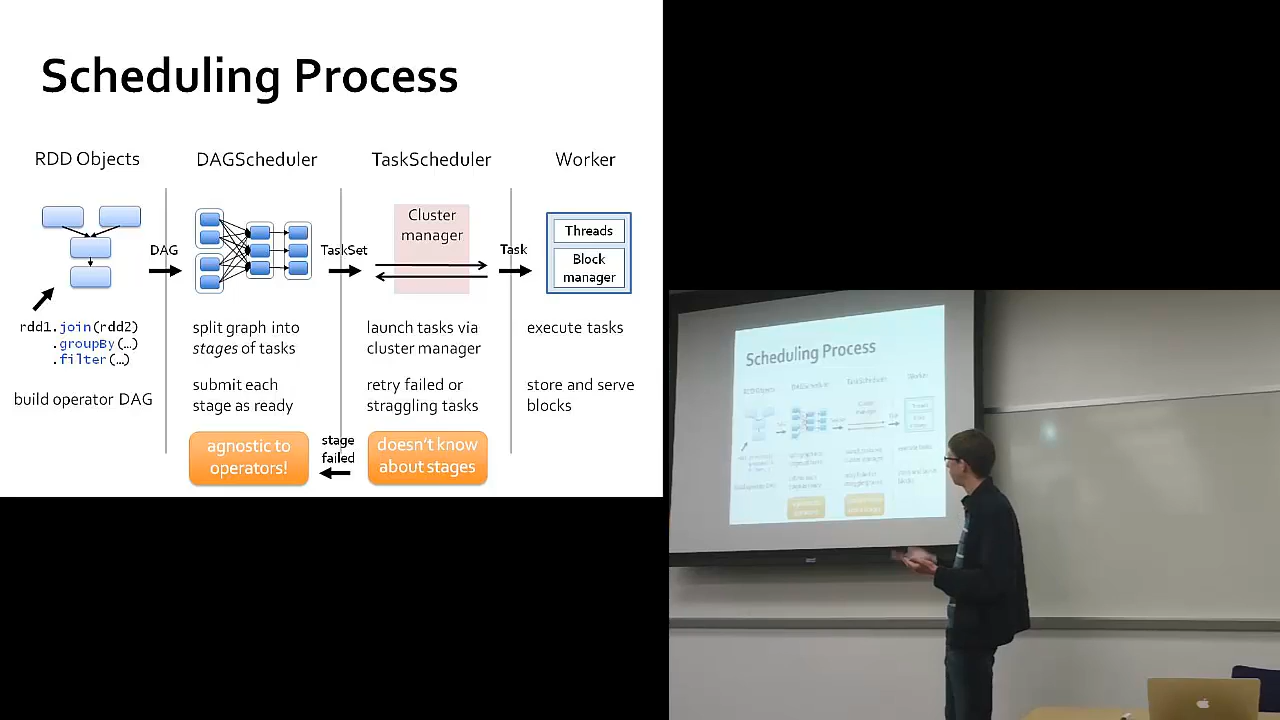 Scheduling Process
RDD Objects
DAGScheduler
TaskScheduler
Worker
DAG
TaskSet
Cluster
manager
Task
Threads
Block
manager
rdd1.join(rdd2)
.groupBy(…)
.filter(…)
build operator DAG
split graph into
stages of tasks
submit each
stage as ready
launch tasks via
cluster manager
retry failed or
straggling tasks
execute tasks
store and serve
blocks
agnostic to
operators!
stage
failed
doesn't know
about stages
Scheduling Process